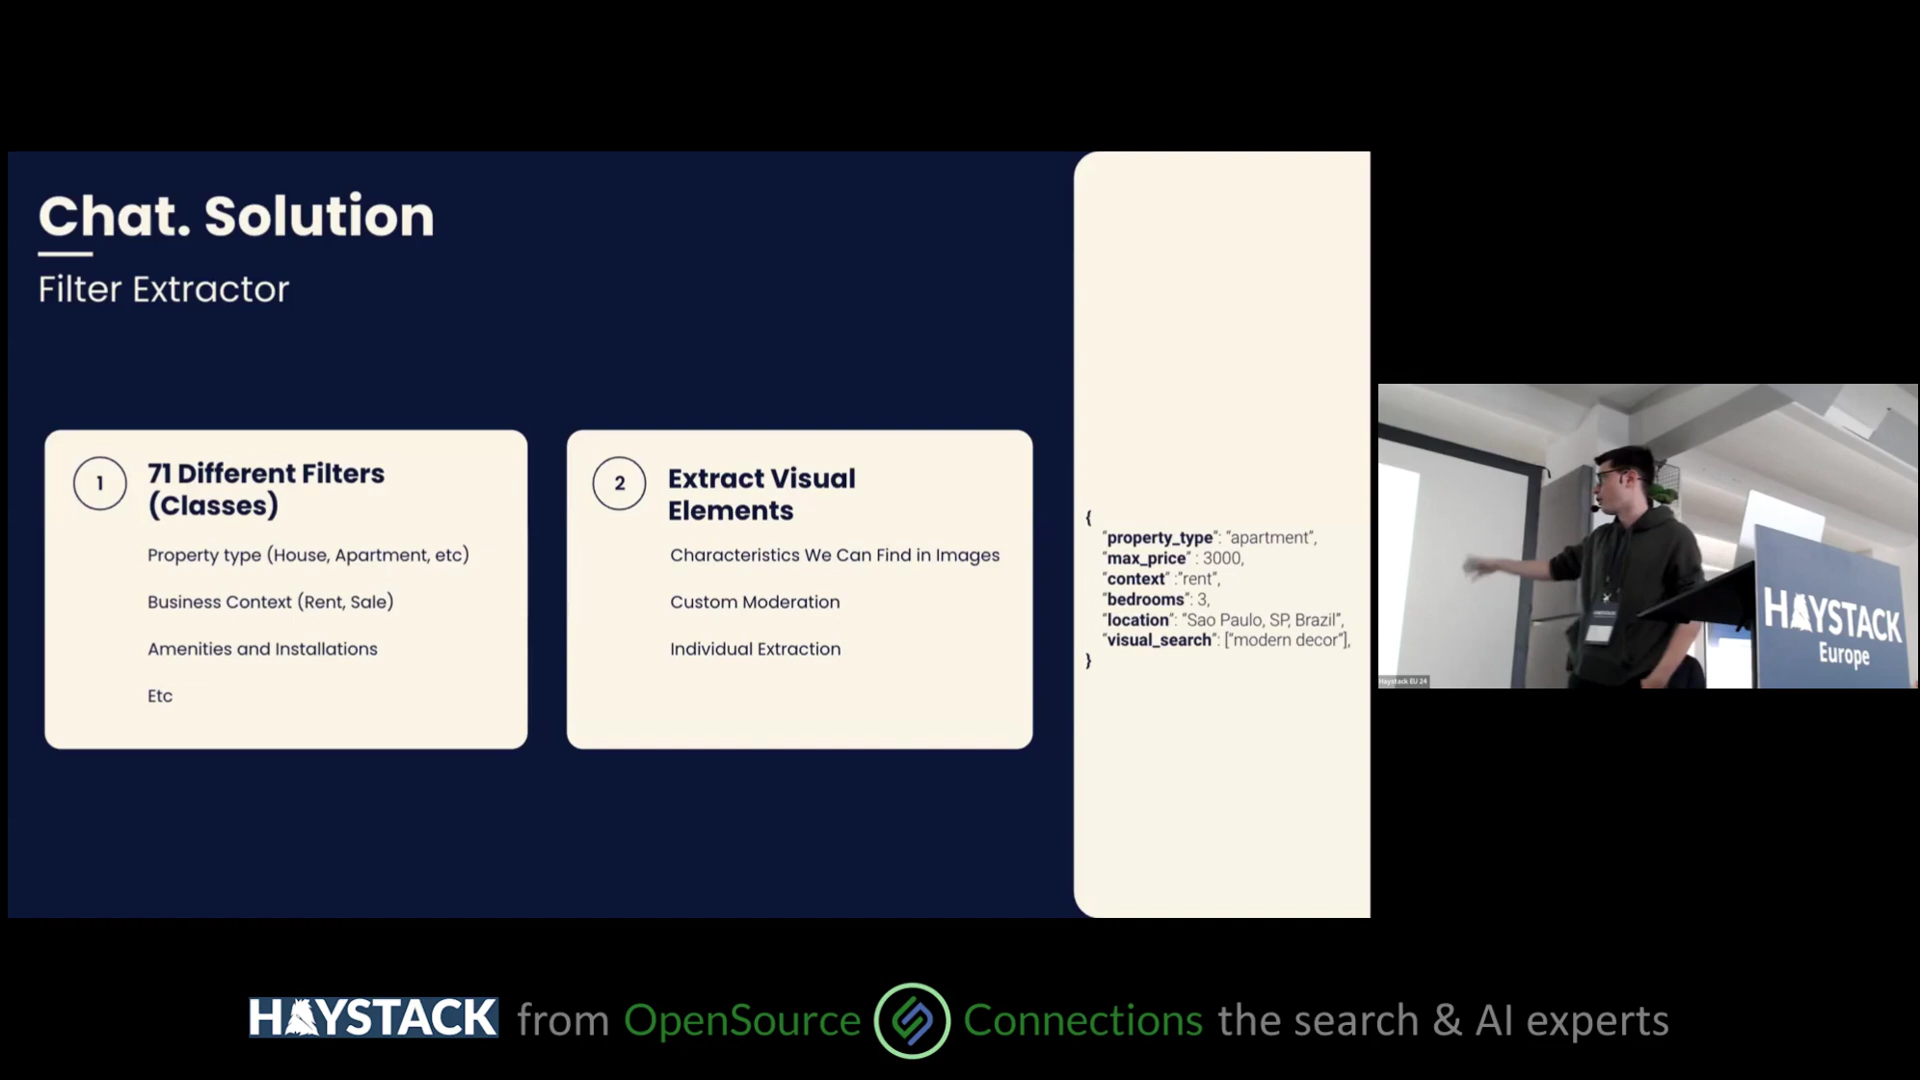 Chat. Solution
Filter Extractor
1
71 Different Filters
(Classes)
Property type (House, Apartment, etc)
Business Context (Rent, Sale)
Amenities and Installations
Etc
2
Extract Visual
Elements
Characteristics We Can Find in Images
Custom Moderation
Individual Extraction
{
"property_type": "apartment",
"max_price" : 3000,
"context" :"rent",
"bedrooms": 3,
"location": "Sao Paulo, SP, Brazil",
"visual_search": ["modern decor"],
}
HAYSTACK
Europe
Haystack EU 24
HAYSTACK from OpenSource Connections the search & AI experts